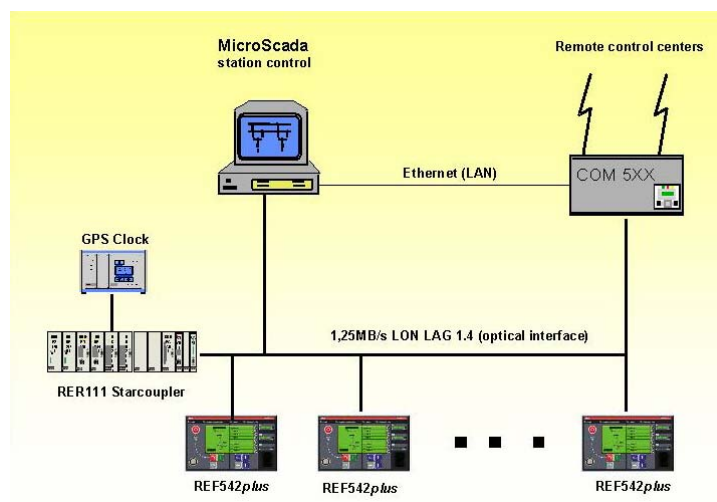 MicroScada
station control
Remote control centers
COM 5XX
Ethernet (LAN)
GPS Clock
1,25MB/s LON LAG 1.4 (optical interface)
RER111 Starcoupler
REF542plus
REF542plus
REF542plus